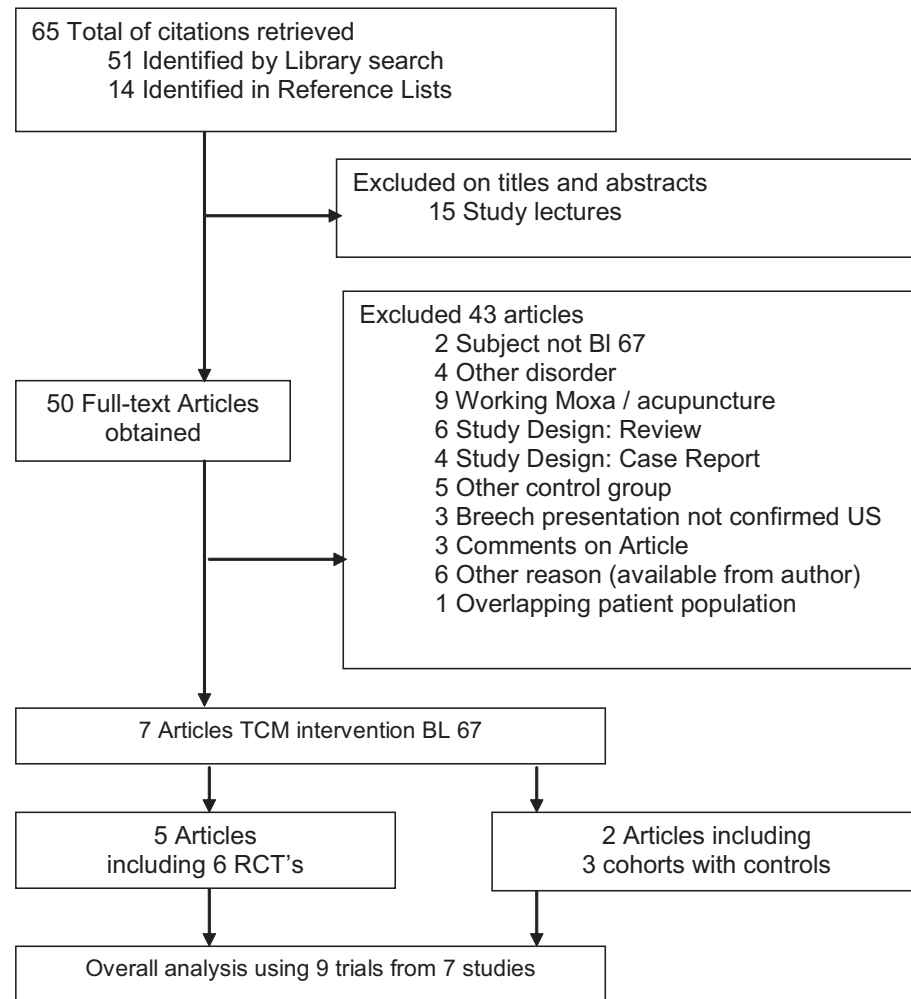 65 Total of citations retrieved
51 Identified by Library search
14 Identified in Reference Lists
Excluded on titles and abstracts
15 Study lectures
Excluded 43 articles
2 Subject not Bl 67
4 Other disorder
9 Working Moxa / acupuncture
6 Study Design: Review
4 Study Design: Case Report
5 Other control group
3 Breech presentation not confirmed US
3 Comments on Article
6 Other reason (available from author)
1 Overlapping patient population
50 Full-text Articles
obtained
7 Articles TCM intervention BL 67
5 Articles
including 6 RCT's
2 Articles including
3 cohorts with controls
Overall analysis using 9 trials from 7 studies